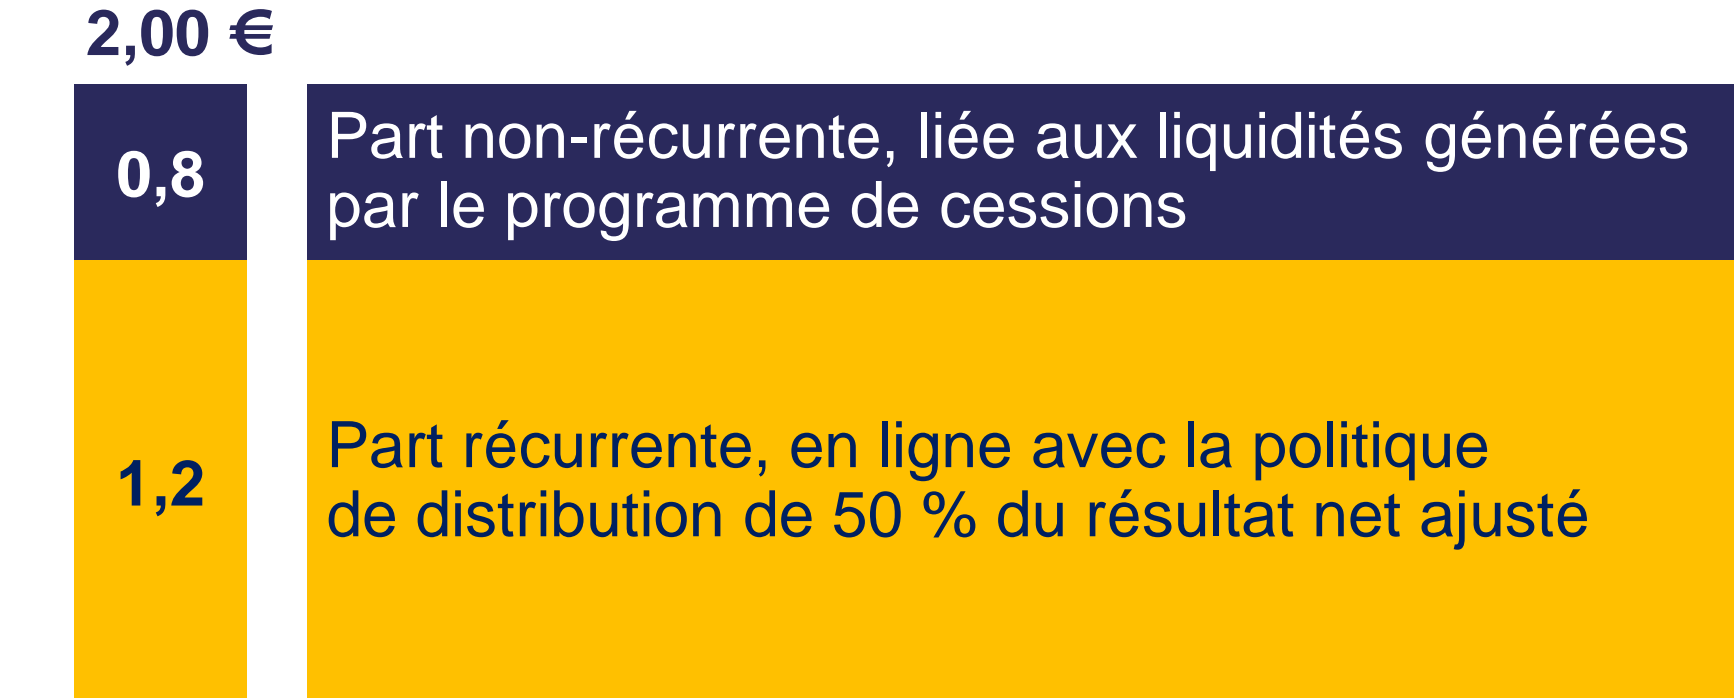 2,00 €
0,8
Part non-récurrente, liée aux liquidités générées
par le programme de cessions
1,2
Part récurrente, en ligne avec la politique
de distribution de 50 % du résultat net ajusté